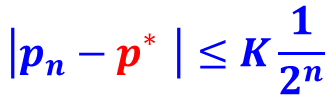 |pₙ − p* | ≤ K 1/2ⁿ